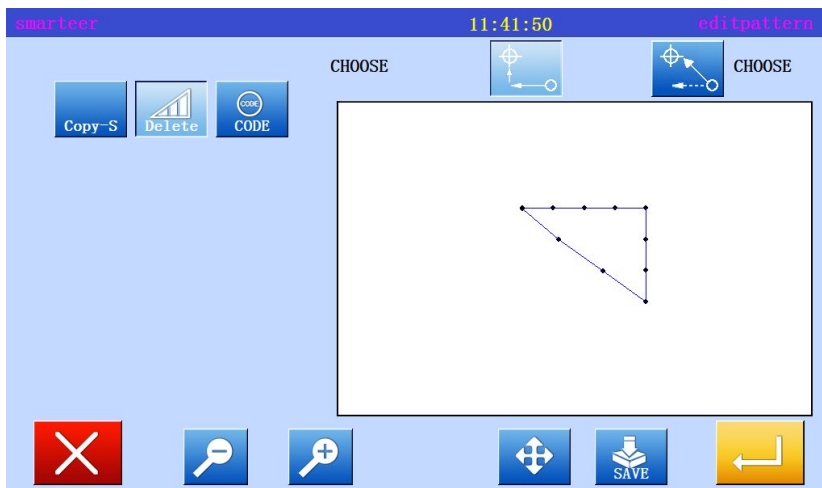 smarteer 11:41:50 editpattern
CHOOSE CHOOSE
Copy-S Delete CODE CODE
SAVE